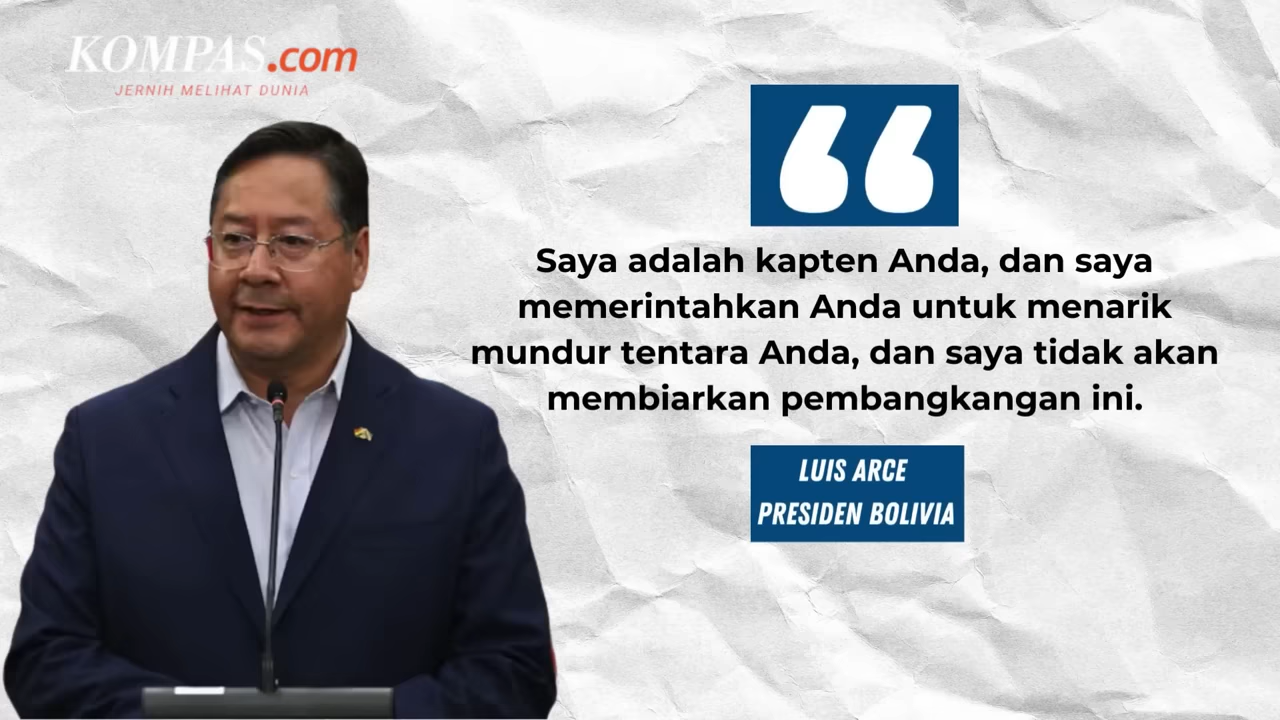 KOMPAS.com
JERNIH MELIHAT DUNIA
Saya adalah kapten Anda, dan saya
memerintahkan Anda untuk menarik
mundur tentara Anda, dan saya tidak akan
membiarkan pembangkangan ini.
LUIS ARCE
PRESIDEN BOLIVIA